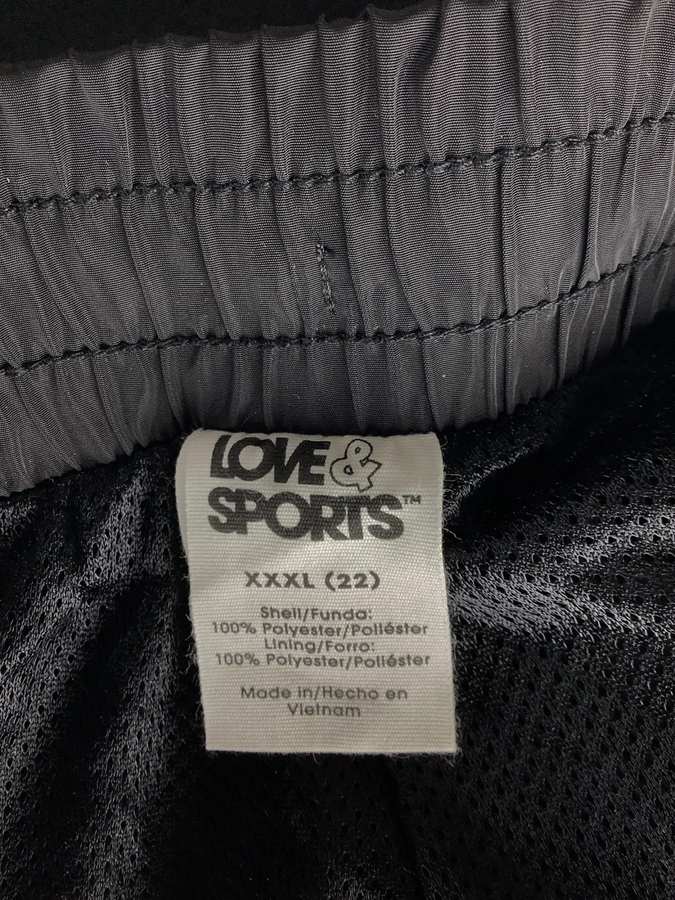 LOVE &
SPORTS™
XXXL (22)
Shell/Funda:
100% Polyester/Poliéster
Lining/Forro:
100% Polyester/Poliéster
Made in/Hecho en
Vietnam